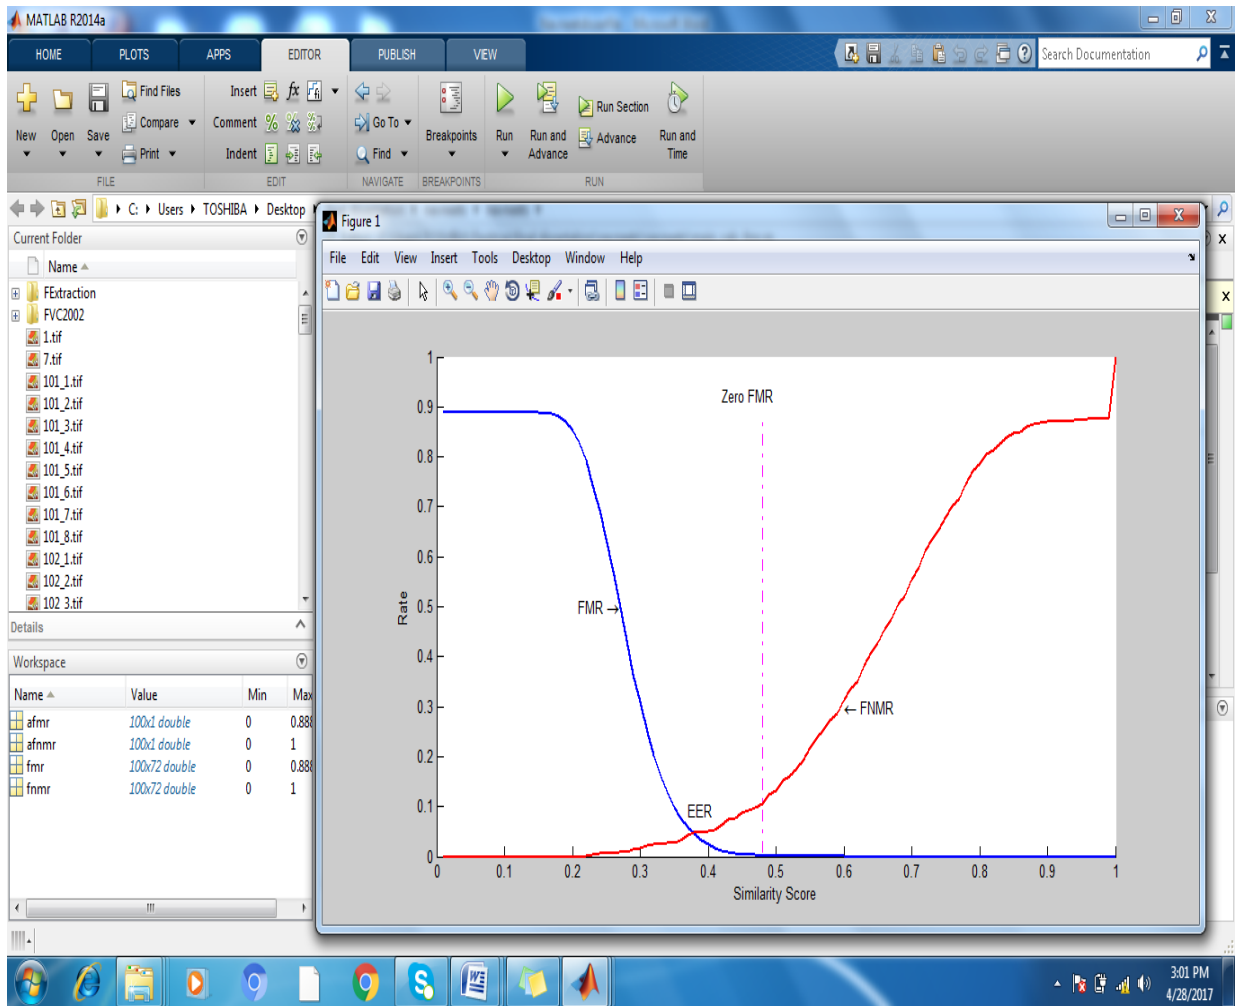 MATLAB R2014a
HOME PLOTS APPS EDITOR PUBLISH VIEW
Search Documentation
New Open Save
Find Files
Compare
Print
Insert
Comment
Indent
Go To
Find
Breakpoints
Run
Run and Advance
Run Section
Advance
Run and Time
FILE EDIT NAVIGATE BREAKPOINTS RUN
C: Users TOSHIBA Desktop
Current Folder
Name
FExtraction
FVC2002
1.tif
7.tif
101_1.tif
101_2.tif
101_3.tif
101_4.tif
101_5.tif
101_6.tif
101_7.tif
101_8.tif
102_1.tif
102_2.tif
102_3.tif
Details
Workspace
Name Value Min Max
afmr 100x1 double 0 0.888
afnmr 100x1 double 0 1
fmr 100x72 double 0 0.888
fnmr 100x72 double 0 1
Figure 1
File Edit View Insert Tools Desktop Window Help
1
0.9
0.8
0.7
0.6
0.5
0.4
0.3
0.2
0.1
0
Rate
Zero FMR
FMR →
← FNMR
EER
0 0.1 0.2 0.3 0.4 0.5 0.6 0.7 0.8 0.9 1
Similarity Score
3:01 PM
4/28/2017